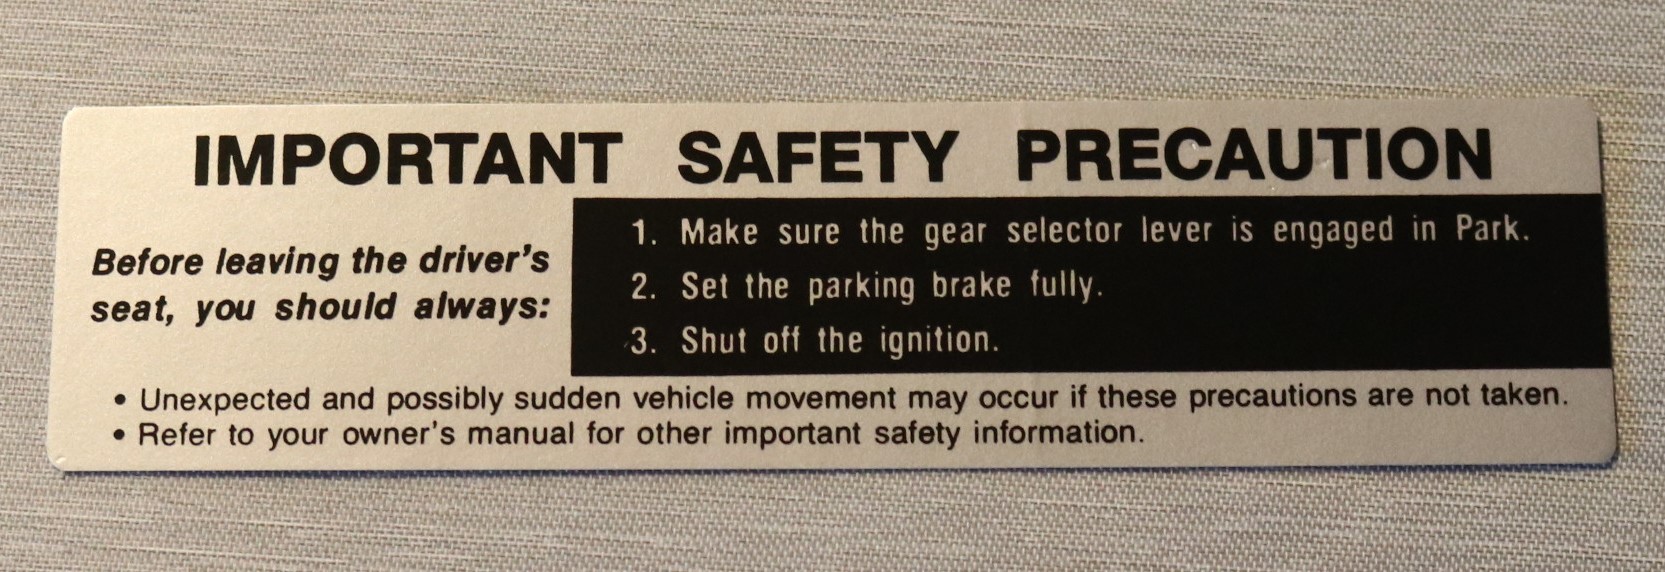 IMPORTANT SAFETY PRECAUTION
Before leaving the driver's
seat, you should always:
1. Make sure the gear selector lever is engaged in Park.
2. Set the parking brake fully.
3. Shut off the ignition.
• Unexpected and possibly sudden vehicle movement may occur if these precautions are not taken.
• Refer to your owner's manual for other important safety information.